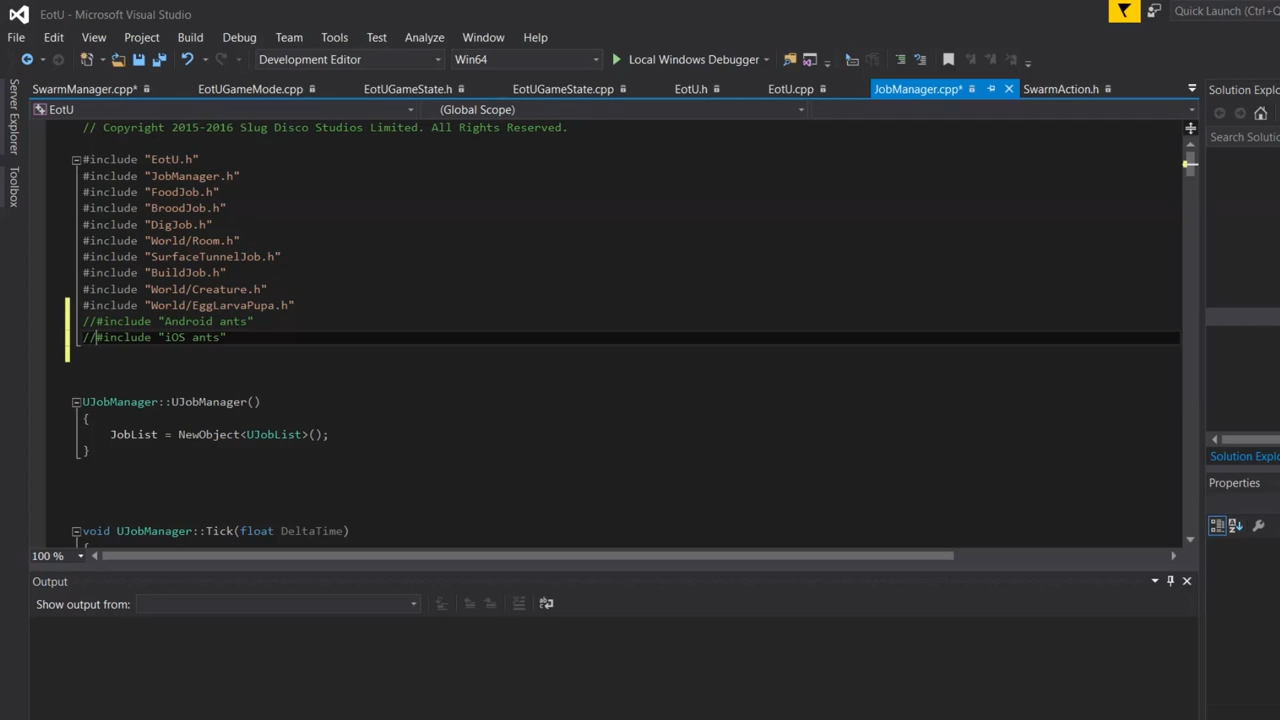 EotU - Microsoft Visual Studio
Quick Launch (Ctrl+Q
File Edit View Project Build Debug Team Tools Test Analyze Window Help
Development Editor Win64 Local Windows Debugger
Server Explorer
Toolbox
SwarmManager.cpp* EotUGameMode.cpp EotUGameState.h EotUGameState.cpp EotU.h EotU.cpp JobManager.cpp* SwarmAction.h
EotU (Global Scope)
// Copyright 2015-2016 Slug Disco Studios Limited. All Rights Reserved.
#include "EotU.h"
#include "JobManager.h"
#include "FoodJob.h"
#include "BroodJob.h"
#include "DigJob.h"
#include "World/Room.h"
#include "SurfaceTunnelJob.h"
#include "BuildJob.h"
#include "World/Creature.h"
#include "World/EggLarvaPupa.h"
//#include "Android ants"
//#include "iOS ants"
UJobManager::UJobManager()
{
JobList = NewObject<UJobList>();
}
void UJobManager::Tick(float DeltaTime)
100 %
Output
Show output from:
Solution Explo
Search Solution
Solution Explo
Properties